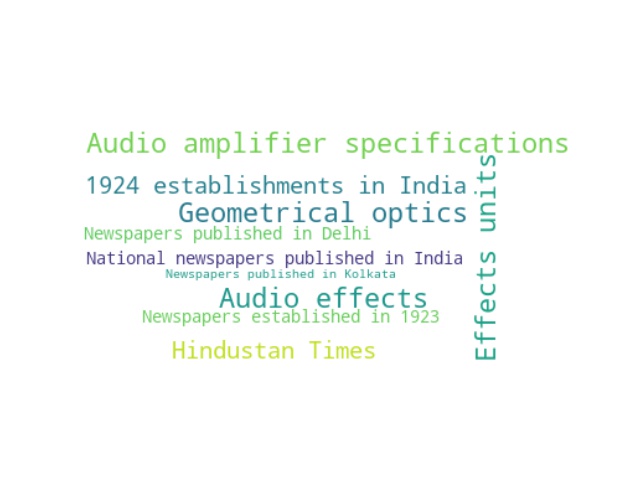 Audio amplifier specifications
1924 establishments in India
Geometrical optics
Newspapers published in Delhi
National newspapers published in India
Newspapers published in Kolkata
Audio effects
Newspapers established in 1923
Hindustan Times
Effects units